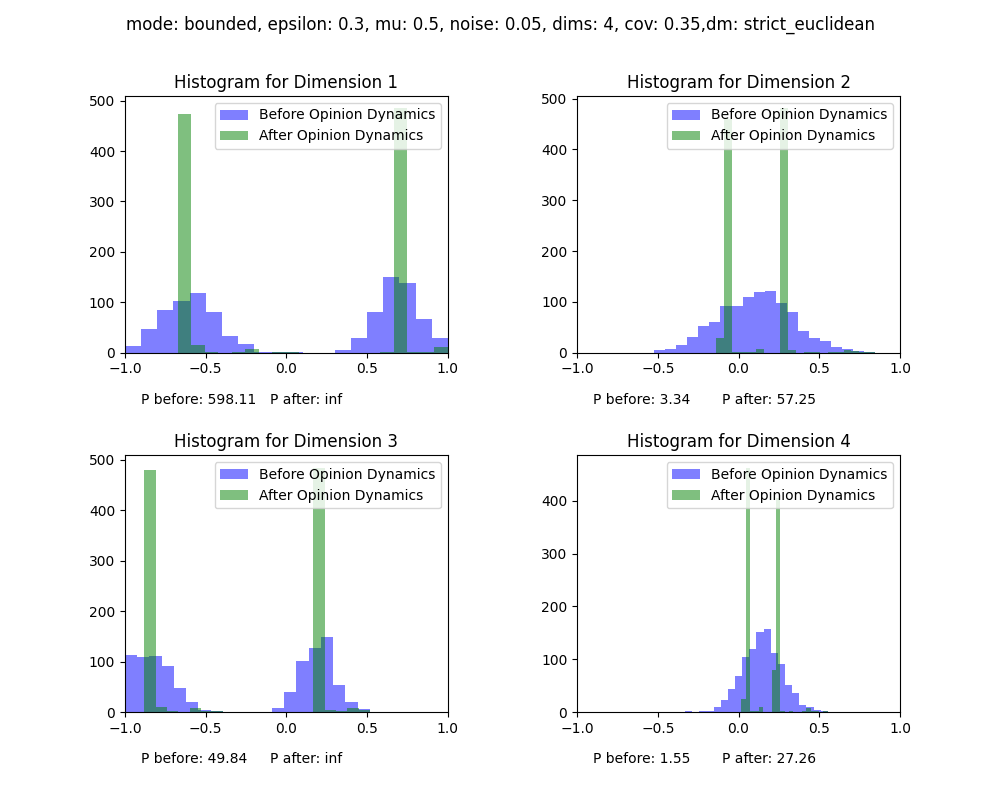 mode: bounded, epsilon: 0.3, mu: 0.5, noise: 0.05, dims: 4, cov: 0.35,dm: strict_euclidean
Histogram for Dimension 1
Before Opinion Dynamics
After Opinion Dynamics
500
400
300
200
100
0
−1.0 −0.5 0.0 0.5 1.0
P before: 598.11 P after: inf
Histogram for Dimension 2
Before Opinion Dynamics
After Opinion Dynamics
500
400
300
200
100
0
−1.0 −0.5 0.0 0.5 1.0
P before: 3.34 P after: 57.25
Histogram for Dimension 3
Before Opinion Dynamics
After Opinion Dynamics
500
400
300
200
100
0
−1.0 −0.5 0.0 0.5 1.0
P before: 49.84 P after: inf
Histogram for Dimension 4
Before Opinion Dynamics
After Opinion Dynamics
400
300
200
100
0
−1.0 −0.5 0.0 0.5 1.0
P before: 1.55 P after: 27.26